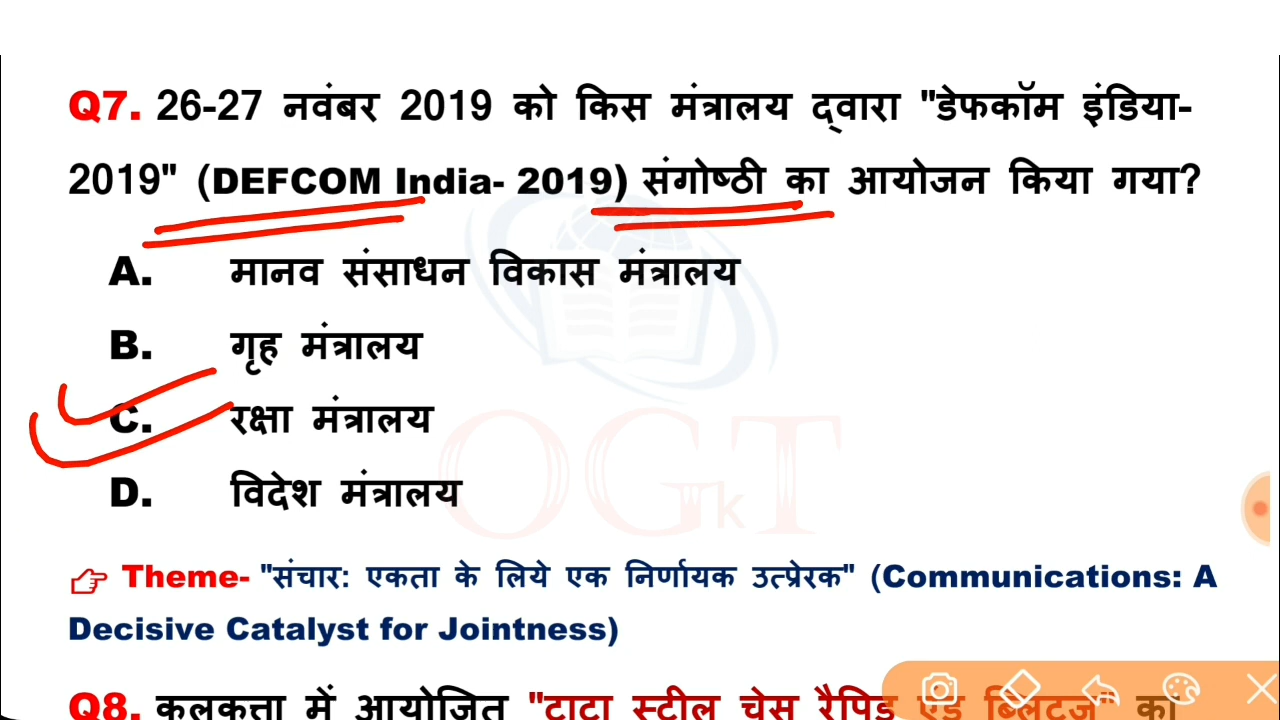 Q7. 26-27 नवंबर 2019 को किस मंत्रालय द्वारा "डेफकॉम इंडिया-
2019" (DEFCOM India- 2019) संगोष्ठी का आयोजन किया गया?
A. मानव संसाधन विकास मंत्रालय
B. गृह मंत्रालय
C. रक्षा मंत्रालय
D. विदेश मंत्रालय
OGkT
Theme- "संचार: एकता के लिये एक निर्णायक उत्प्रेरक" (Communications: A
Decisive Catalyst for Jointness)
Q8. कलकत्ता में आयोजित "टाटा स्टील चेस रैपिड एंड ब्लिट्ज" का